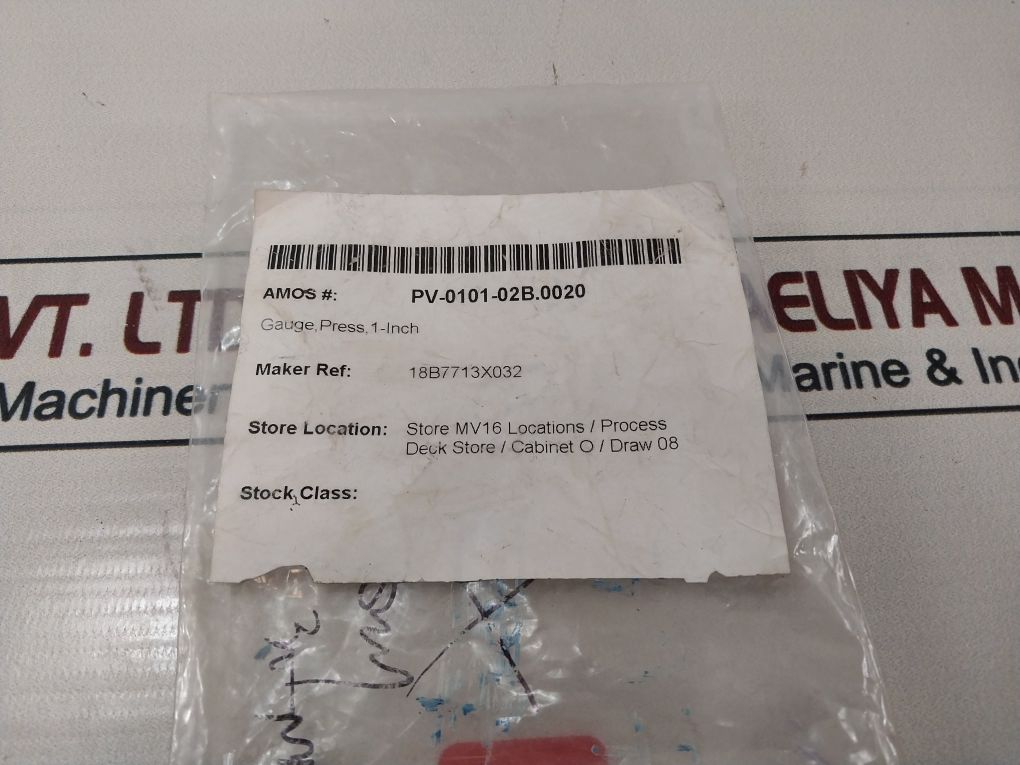 AMOS #: PV-0101-02B.0020
Gauge,Press,1-Inch
Maker Ref: 18B7713X032
Store Location: Store MV16 Locations / Process
Deck Store / Cabinet O / Draw 08
Stock Class:
VT. LT
AELIYA M
Machine
Marine & In